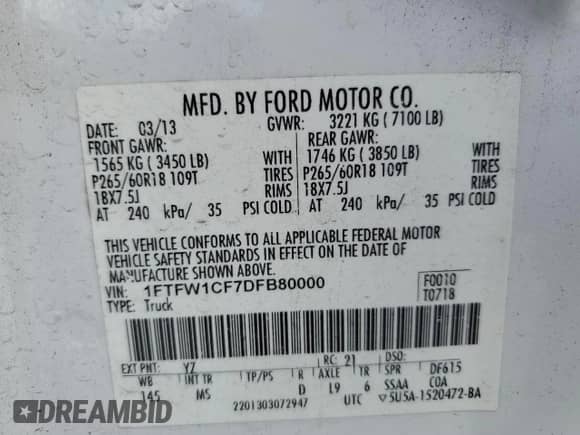 MFD. BY FORD MOTOR CO.
DATE: 03/13 GVWR: 3221 KG ( 7100 LB)
FRONT GAWR: REAR GAWR:
1565 KG ( 3450 LB) WITH 1746 KG ( 3850 LB) WITH
P265/60R18 109T TIRES P265/60R18 109T TIRES
18X7.5J RIMS 18X7.5J RIMS
AT 240 kPa/ 35 PSI COLD AT 240 kPa/ 35 PSI COLD
THIS VEHICLE CONFORMS TO ALL APPLICABLE FEDERAL MOTOR
VEHICLE SAFETY STANDARDS IN EFFECT ON THE DATE OF
MANUFACTURE SHOWN ABOVE.
VIN: 1FTFW1CF7DFB80000 F0010
TYPE: Truck T0718
EXT PNT: YZ RC: 21 DSO:
WB INT TR TP/PS R AXLE TR SPR DF615
145 MS D L9 6 SSAA COA
2201303072947 UTC 5U5A-1520472-BA
DREAMBID